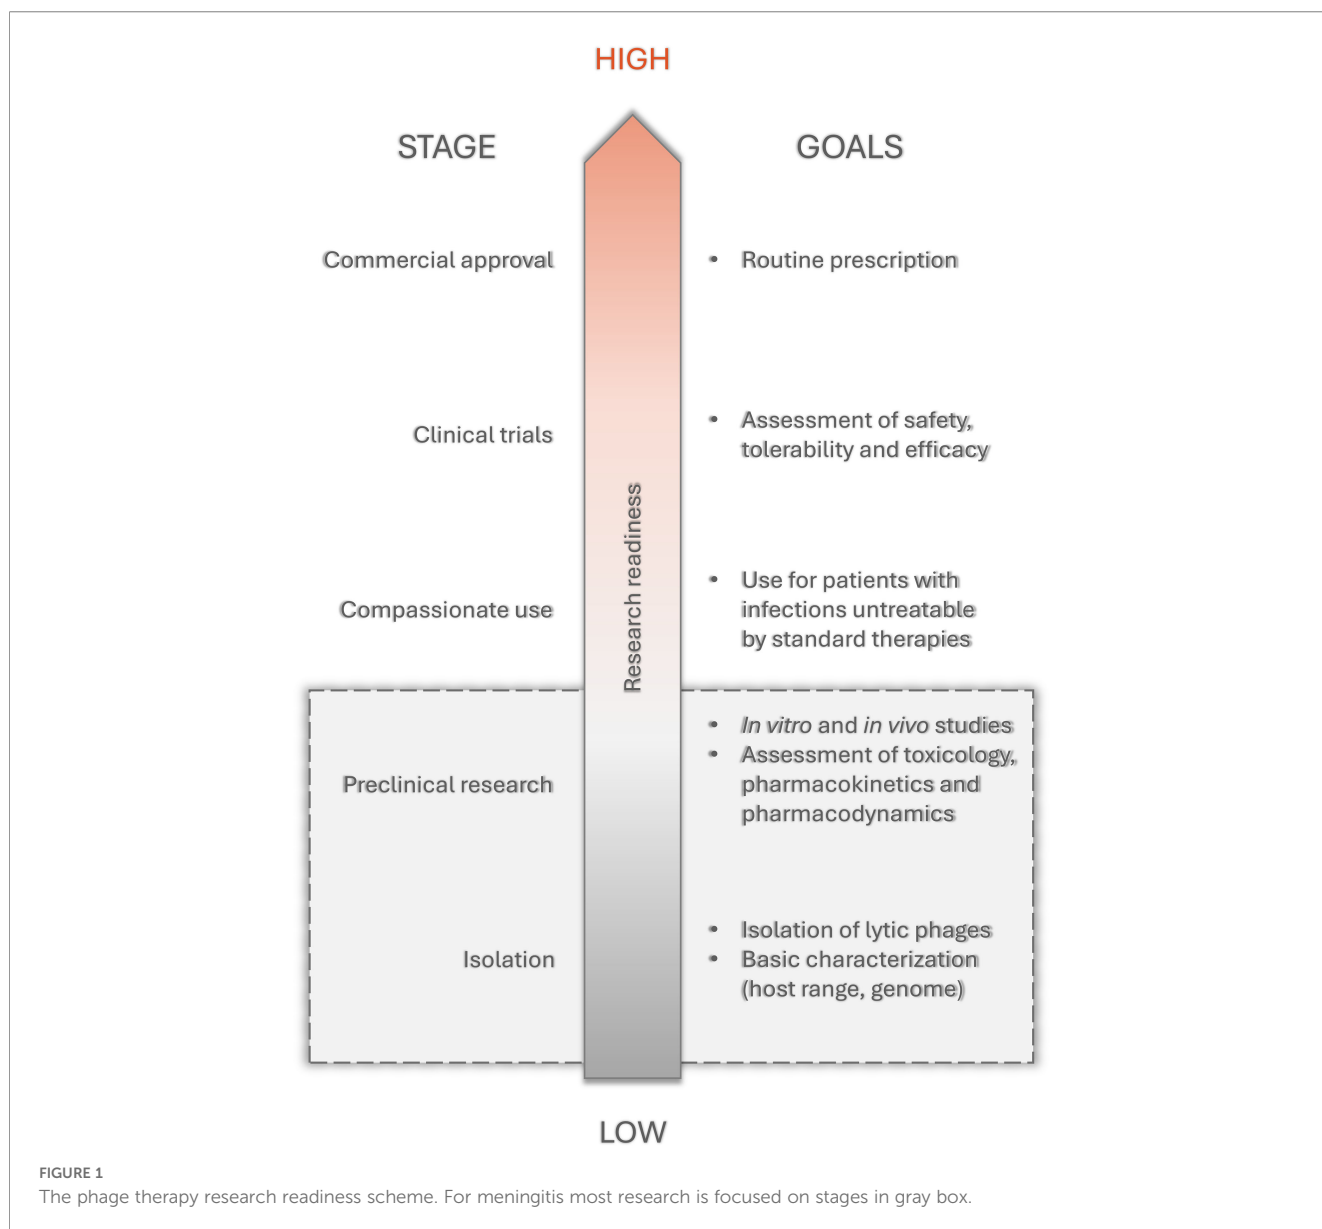 HIGH
STAGE
GOALS
Commercial approval
• Routine prescription
Clinical trials
• Assessment of safety,
tolerability and efficacy
Research readiness
Compassionate use
• Use for patients with
infections untreatable
by standard therapies
Preclinical research
• In vitro and in vivo studies
• Assessment of toxicology,
pharmacokinetics and
pharmacodynamics
Isolation
• Isolation of lytic phages
• Basic characterization
(host range, genome)
LOW
FIGURE 1
The phage therapy research readiness scheme. For meningitis most research is focused on stages in gray box.